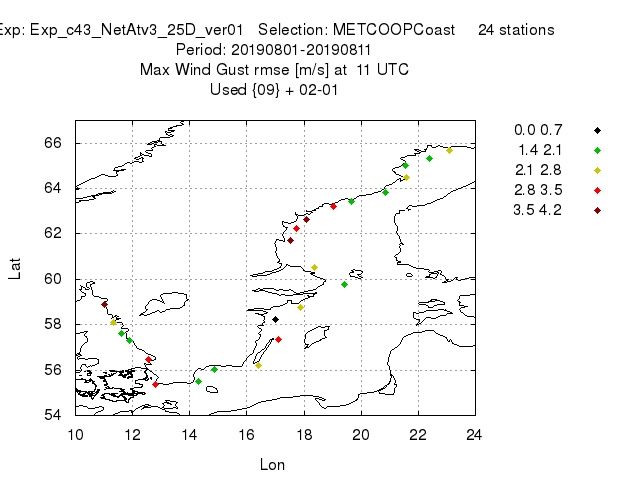 Exp: Exp_c43_NetAtv3_25D_ver01 Selection: METCOOPCoast 24 stations
Period: 20190801-20190811
Max Wind Gust rmse [m/s] at 11 UTC
Used {09} + 02-01
0.0 0.7
1.4 2.1
2.1 2.8
2.8 3.5
3.5 4.2
66
64
62
60
58
56
54
Lat
10 12 14 16 18 20 22 24
Lon